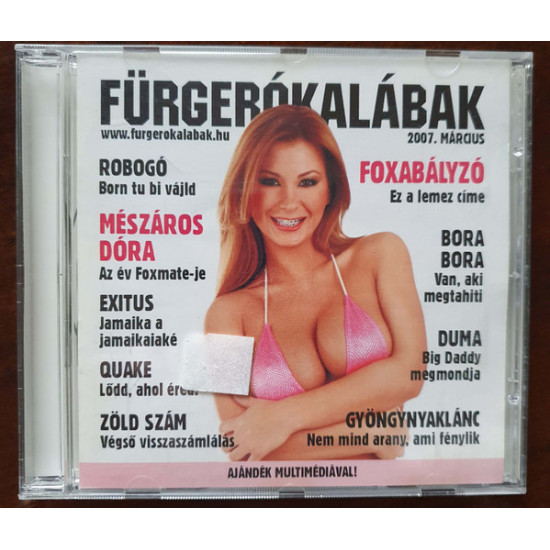 FÜRGERÓKALÁBAK
www.furgerokalabak.hu
2007. MÁRCIUS
ROBOGÓ
Born tu bi vájld
MÉSZÁROS
DÓRA
Az év Foxmate-je
EXITUS
Jamaika a
jamaikaiaké
QUAKE
Lődd, ahol
ZÖLD SZÁM
Végső visszaszámlálás
FOXABÁLYZÓ
Ez a lemez címe
BORA
BORA
Van, aki
megtahiti
DUMA
Big Daddy
megmondja
GYÖNGYNYAKLÁNC
Nem mind arany, ami fénylik
AJÁNDÉK MULTIMÉDIÁVAL!